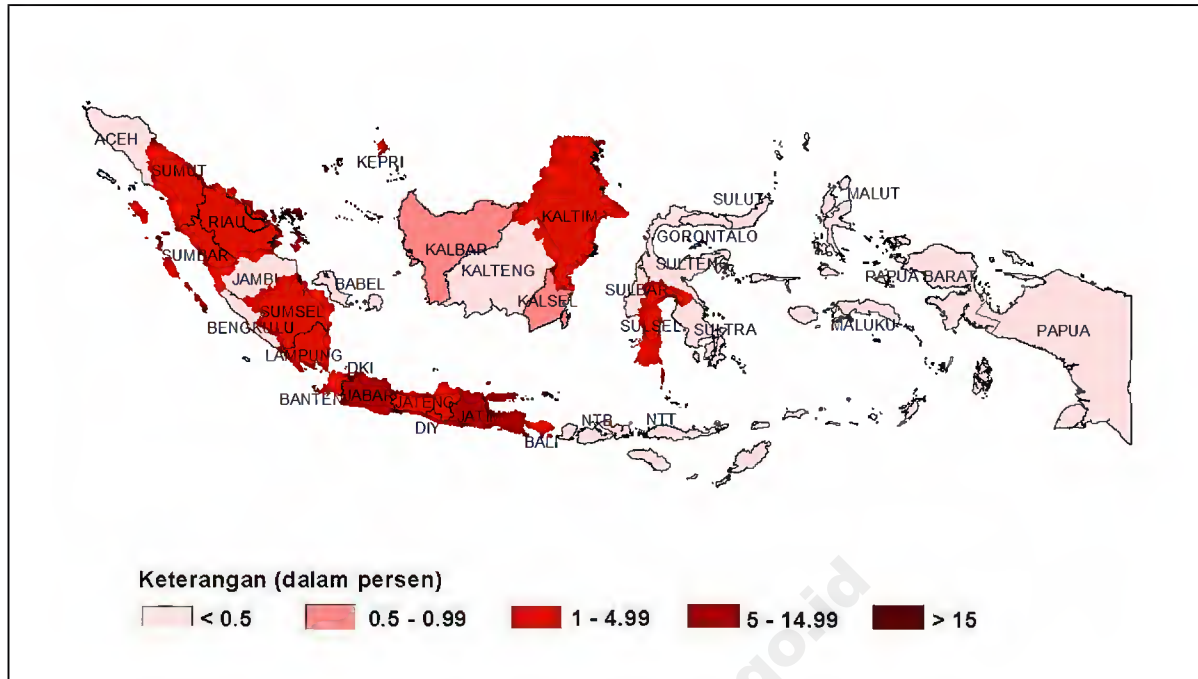 ACEH
SUMUT
KEPRI
RIAU
SUMBAR
JAMBI
BABEL
SUMSEL
BENGKULU
LAMPUNG
KALBAR
KALTENG
KALTIM
KALSEL
SULUT
GORONTALO
SULTENG
SULBAR
SULSEL
SULTRA
MALUT
PAPUA BARAT
MALUKU
PAPUA
DKI
BANTEN
JABAR
JATENG
DIY
JATIM
BALI
NTB
NTT
Keterangan (dalam persen)
< 0.5 0.5 - 0.99 1 - 4.99 5 - 14.99 > 15
go.id